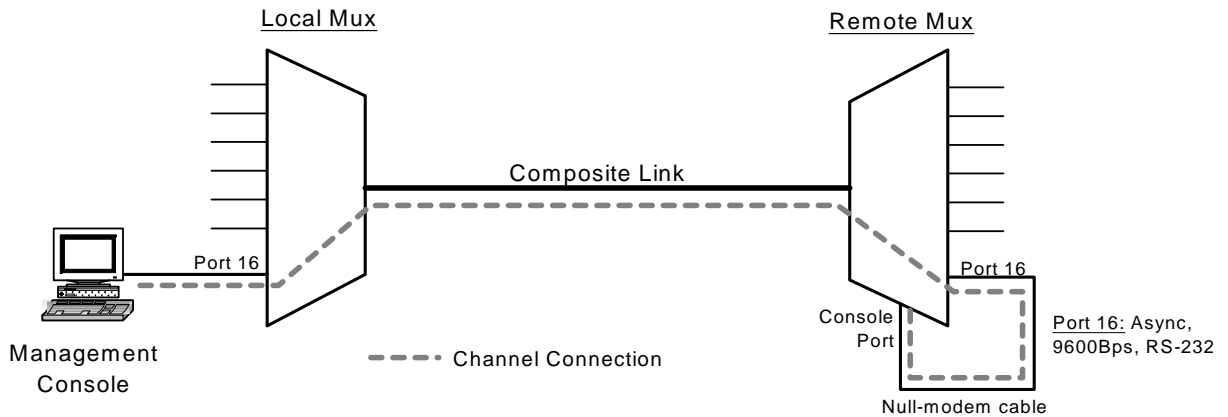 Local Mux
Remote Mux
Composite Link
Port 16
Port 16
Management
Console
Channel Connection
Console
Port
Port 16: Async,
9600Bps, RS-232
Null-modem cable